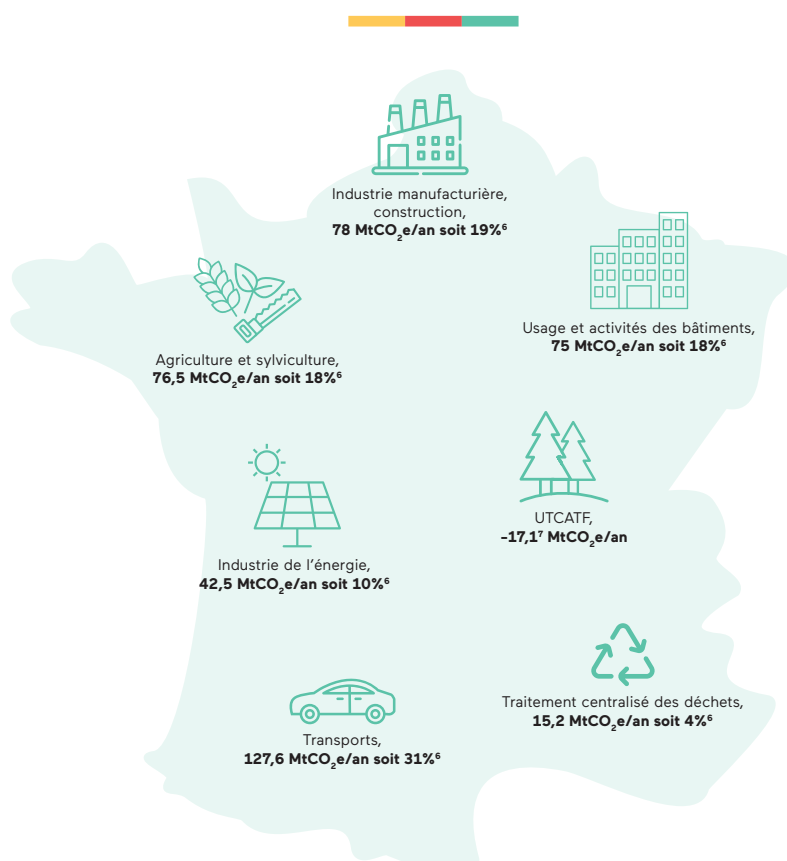 Industrie manufacturière,
construction,
78 MtCO₂e/an soit 19%⁶
Usage et activités des bâtiments,
75 MtCO₂e/an soit 18%⁶
Agriculture et sylviculture,
76,5 MtCO₂e/an soit 18%⁶
UTCATF,
-17,1⁷ MtCO₂e/an
Industrie de l'énergie,
42,5 MtCO₂e/an soit 10%⁶
Traitement centralisé des déchets,
15,2 MtCO₂e/an soit 4%⁶
Transports,
127,6 MtCO₂e/an soit 31%⁶